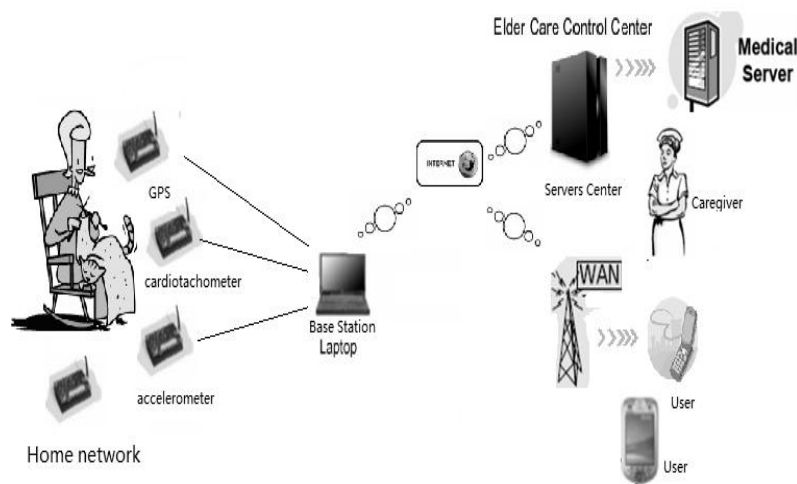 Elder Care Control Center
Medical
Server
INTERNET
GPS
Servers Center
Caregiver
cardiotachometer
WAN
Base Station
Laptop
accelerometer
User
Home network
User